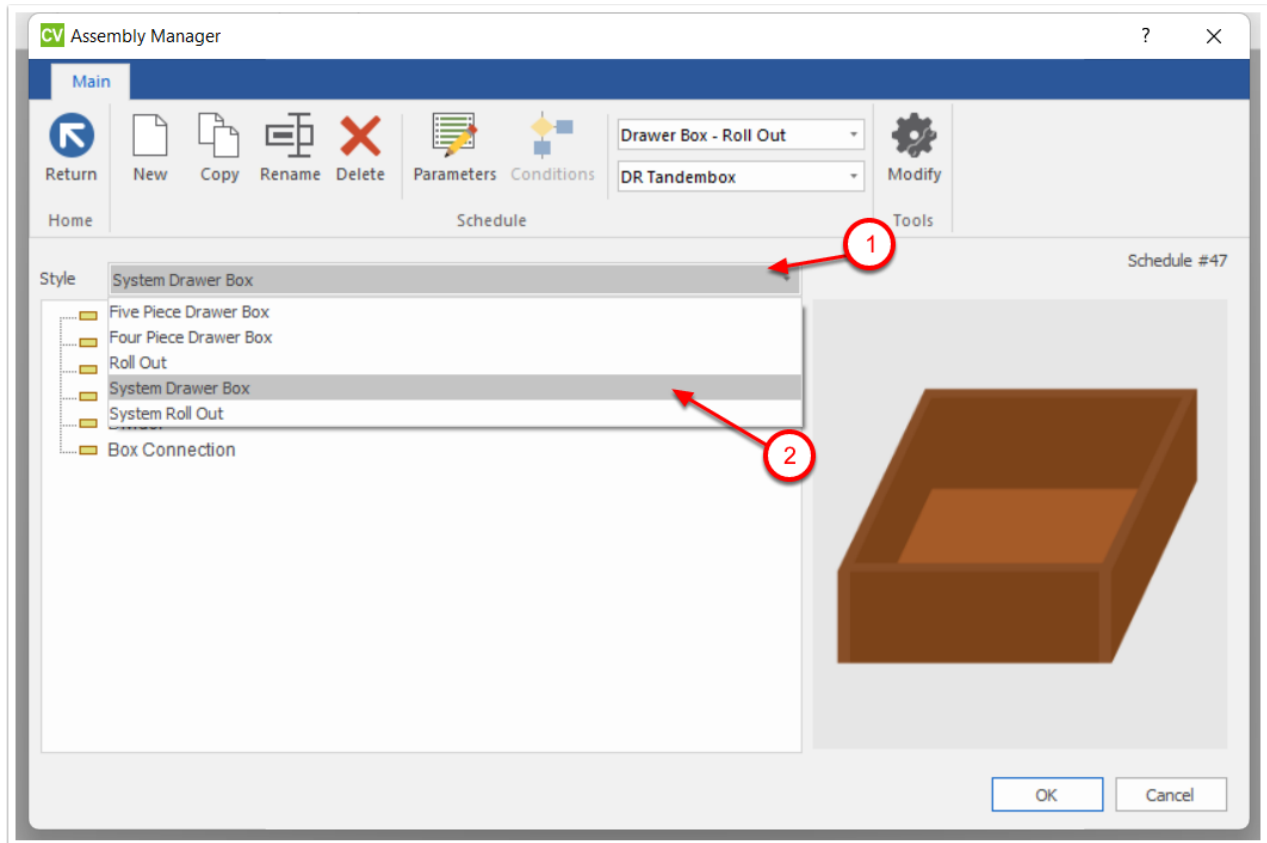 CV Assembly Manager
?
Main
Return
New
Copy
Rename
Delete
Parameters
Conditions
Drawer Box - Roll Out
DR Tandembox
Modify
Home
Schedule
Tools
1
Schedule #47
Style
System Drawer Box
Five Piece Drawer Box
Four Piece Drawer Box
Roll Out
System Drawer Box
System Roll Out
Box Connection
2
OK
Cancel